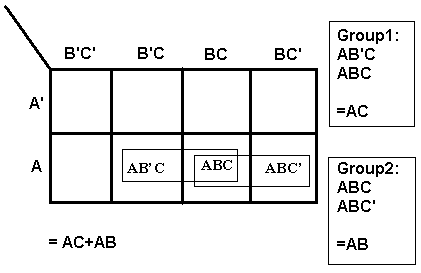 B'C' B'C BC BC'
A'
A AB'C ABC ABC'
= AC+AB
Group1:
AB'C
ABC
=AC
Group2:
ABC
ABC'
=AB